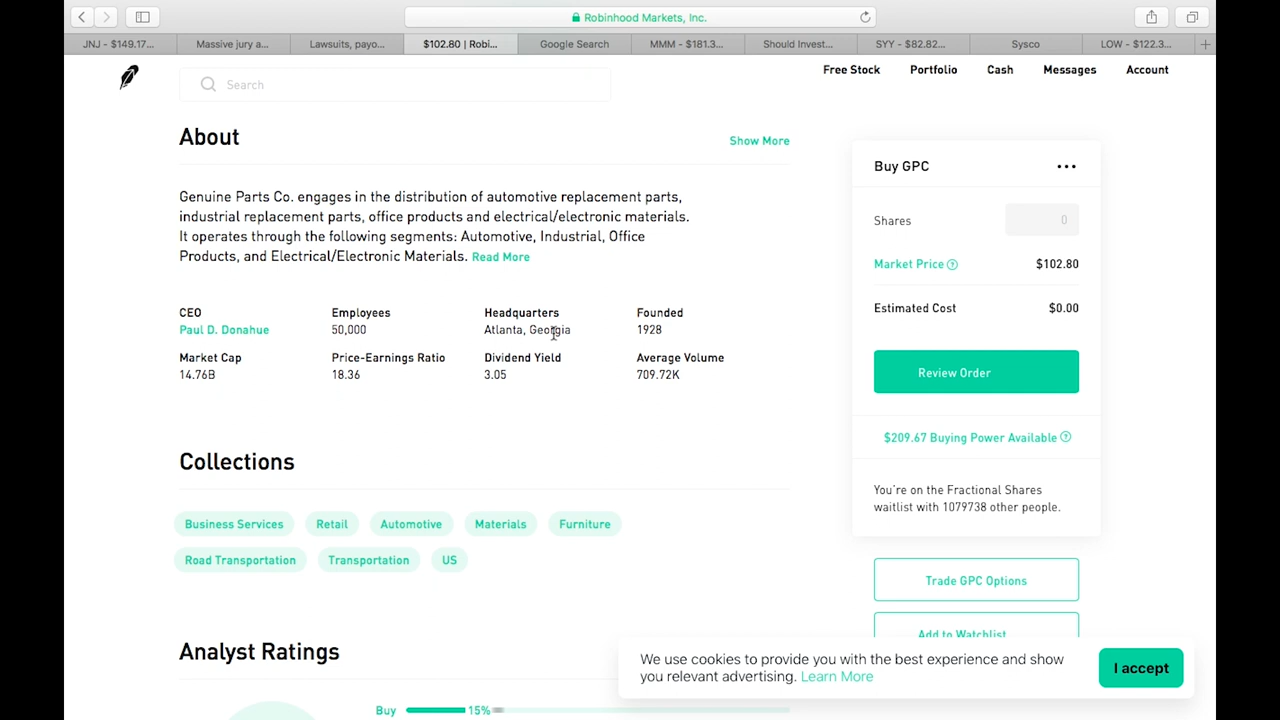 Robinhood Markets, Inc.
JNJ - $149.17...
Massive jury a...
Lawsuits, payo...
$102.80 | Robi...
Google Search
MMM - $181.3...
Should Invest...
SYY - $82.82...
Sysco
LOW - $122.3...
Search
Free Stock
Portfolio
Cash
Messages
Account
About
Show More
Genuine Parts Co. engages in the distribution of automotive replacement parts,
industrial replacement parts, office products and electrical/electronic materials.
It operates through the following segments: Automotive, Industrial, Office
Products, and Electrical/Electronic Materials. Read More
CEO
Paul D. Donahue
Employees
50,000
Headquarters
Atlanta, Georgia
Founded
1928
Market Cap
14.76B
Price-Earnings Ratio
18.36
Dividend Yield
3.05
Average Volume
709.72K
Collections
Business Services
Retail
Automotive
Materials
Furniture
Road Transportation
Transportation
US
Analyst Ratings
Buy
15%
Buy GPC
Shares
0
Market Price
$102.80
Estimated Cost
$0.00
Review Order
$209.67 Buying Power Available
You're on the Fractional Shares
waitlist with 1079738 other people.
Trade GPC Options
Add to Watchlist
We use cookies to provide you with the best experience and show
you relevant advertising. Learn More
I accept